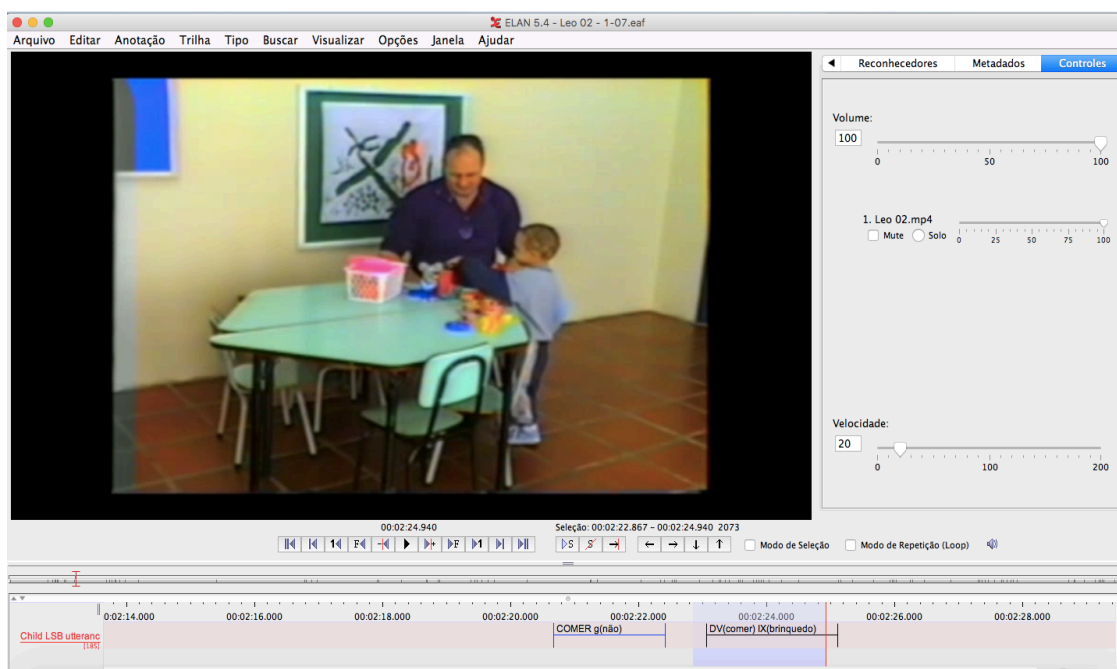 ELAN 5.4 - Leo 02 - 1-07.eaf
Arquivo Editar Anotação Trilha Tipo Buscar Visualizar Opções Janela Ajudar
Reconhecedores Metadados Controles
Volume:
100
0 50 100
1. Leo 02.mp4
Mute Solo 0 25 50 75 100
Velocidade:
20
0 100 200
00:02:24.940 Seleção: 00:02:22.867 - 00:02:24.940 2073
1 F + F 1 S S Modo de Seleção Modo de Repetição (Loop)
00:02:14.000 00:02:16.000 00:02:18.000 00:02:20.000 00:02:22.000 00:02:24.000 00:02:26.000 00:02:28.000
Child LSB utteranc COMER g(não) DV(comer) IX(brinquedo)
[185]